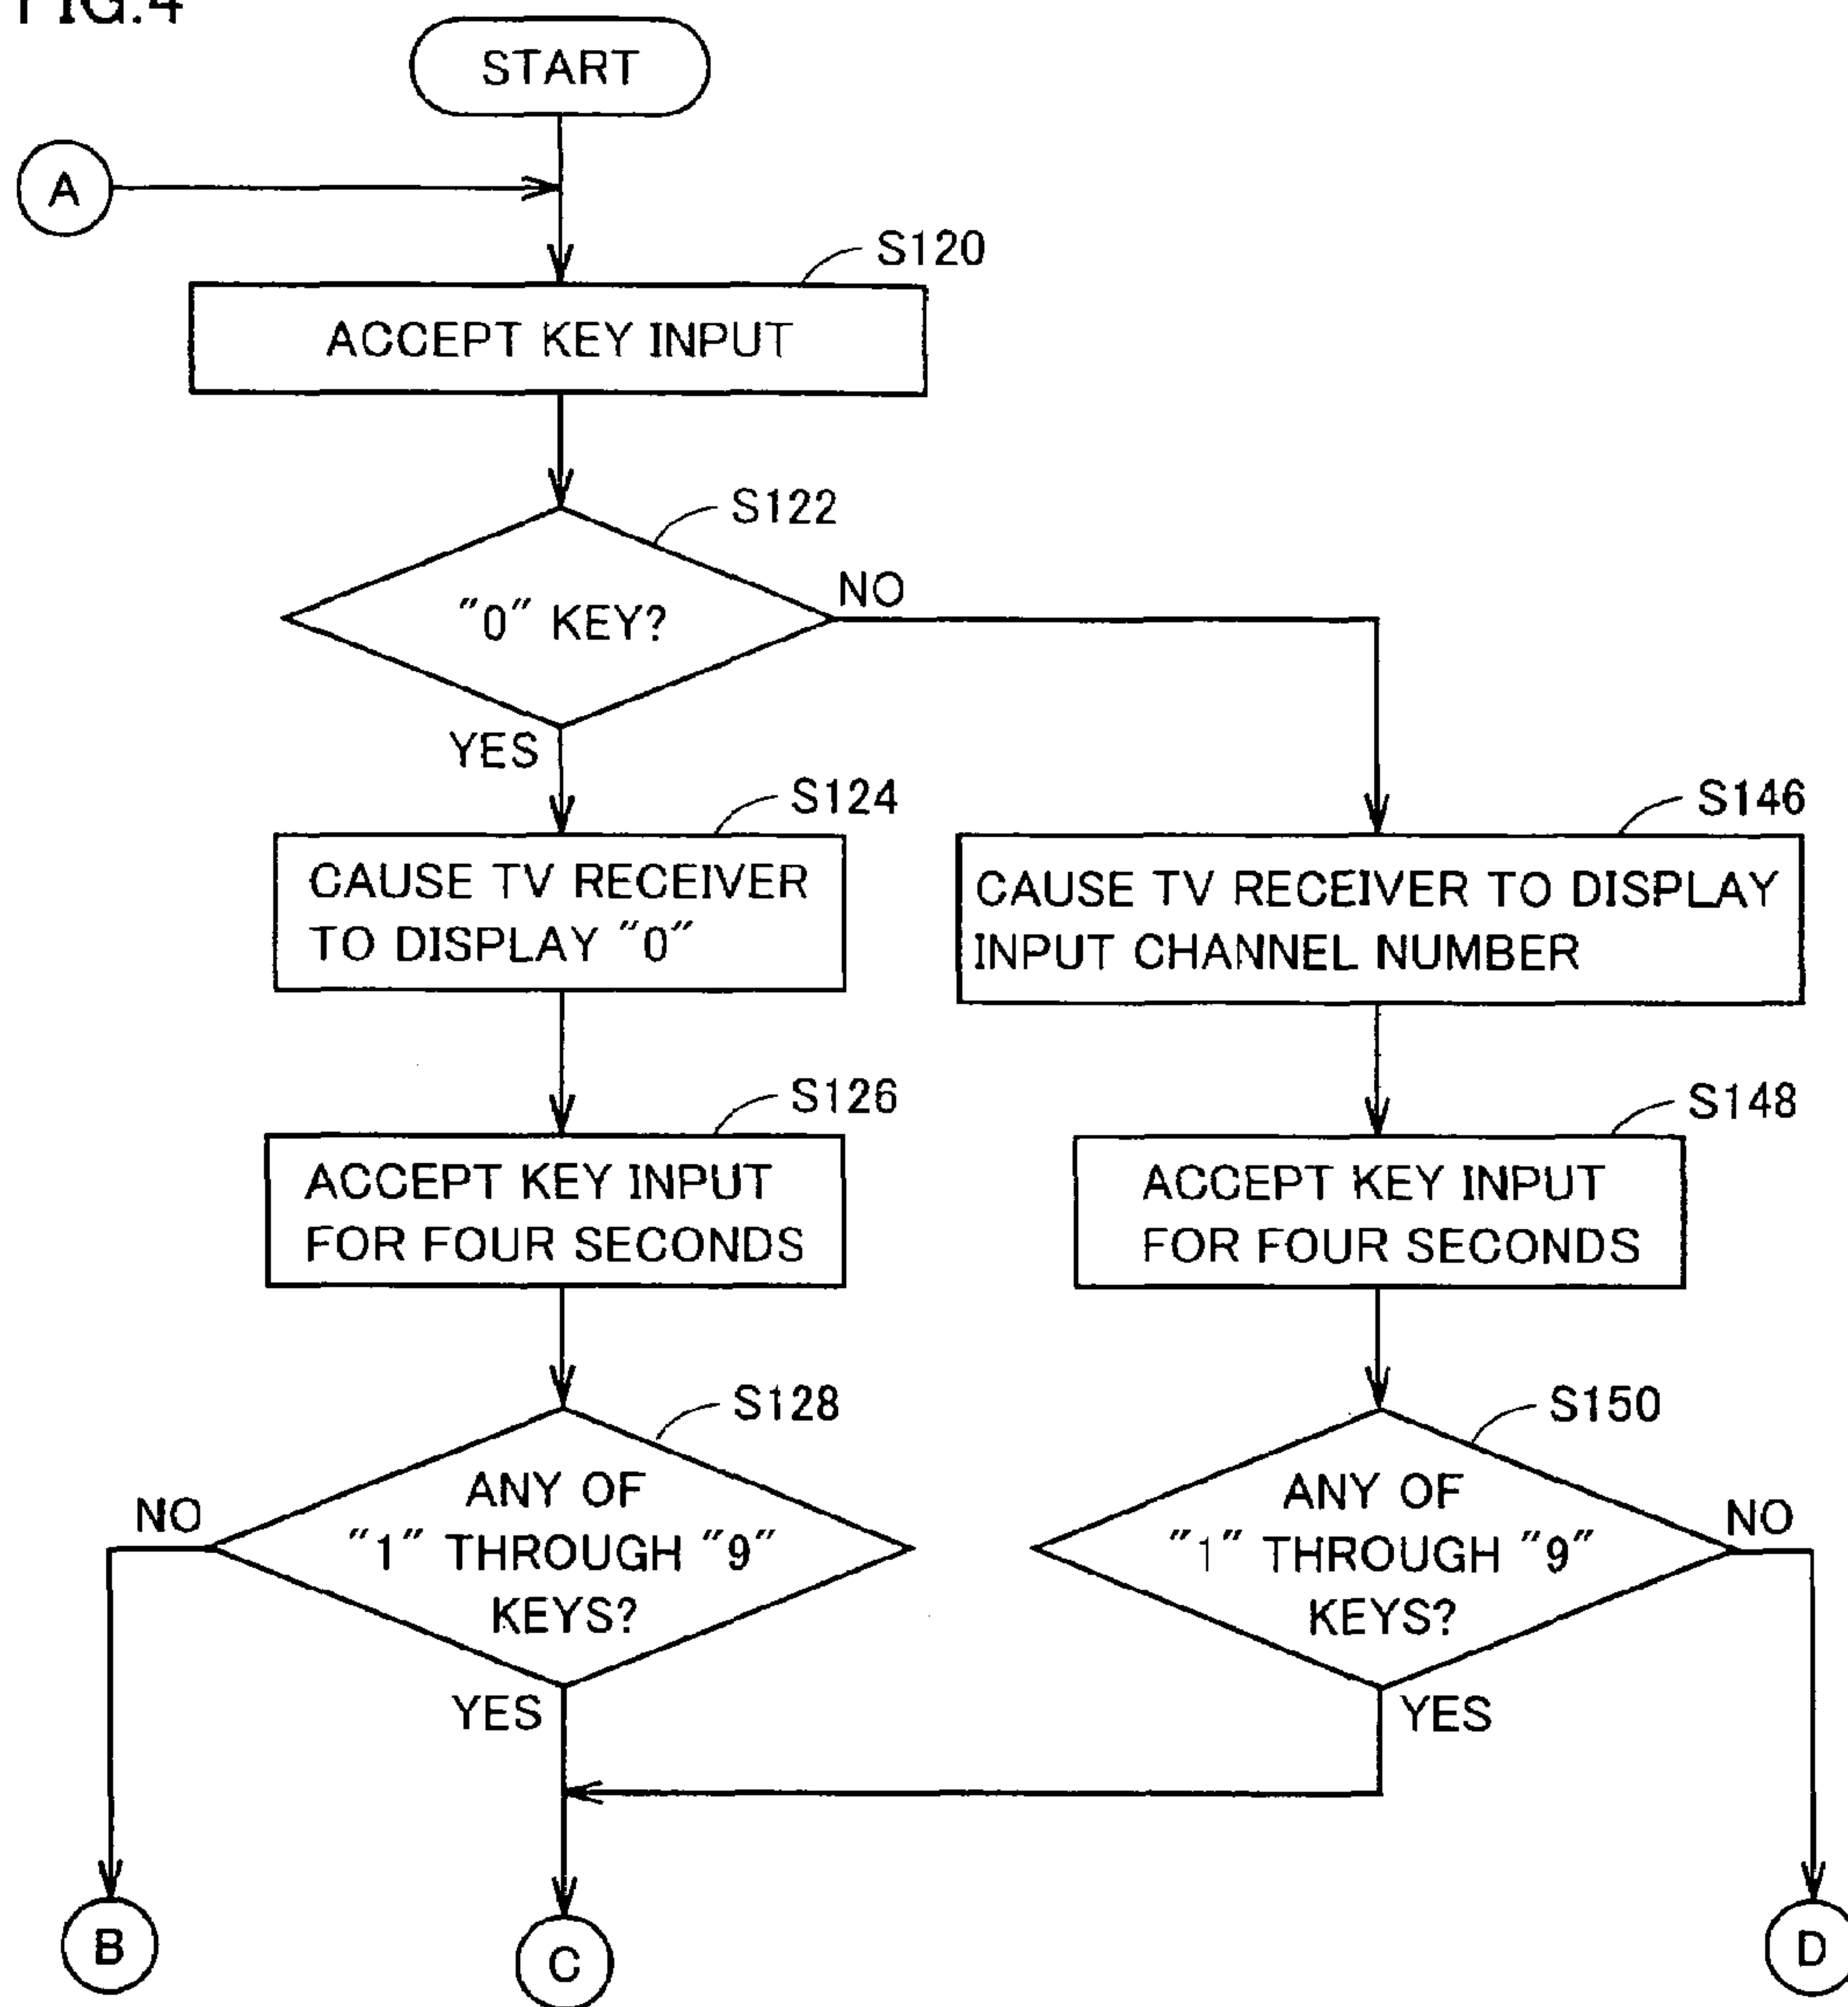 FIG.4
START
A
S120
ACCEPT KEY INPUT
S122
"0" KEY?
NO
YES
S124
CAUSE TV RECEIVER
TO DISPLAY "0"
S146
CAUSE TV RECEIVER TO DISPLAY
INPUT CHANNEL NUMBER
S126
ACCEPT KEY INPUT
FOR FOUR SECONDS
S148
ACCEPT KEY INPUT
FOR FOUR SECONDS
S128
ANY OF
"1" THROUGH "9"
KEYS?
NO
YES
S150
ANY OF
"1" THROUGH "9"
KEYS?
NO
YES
B
C
D